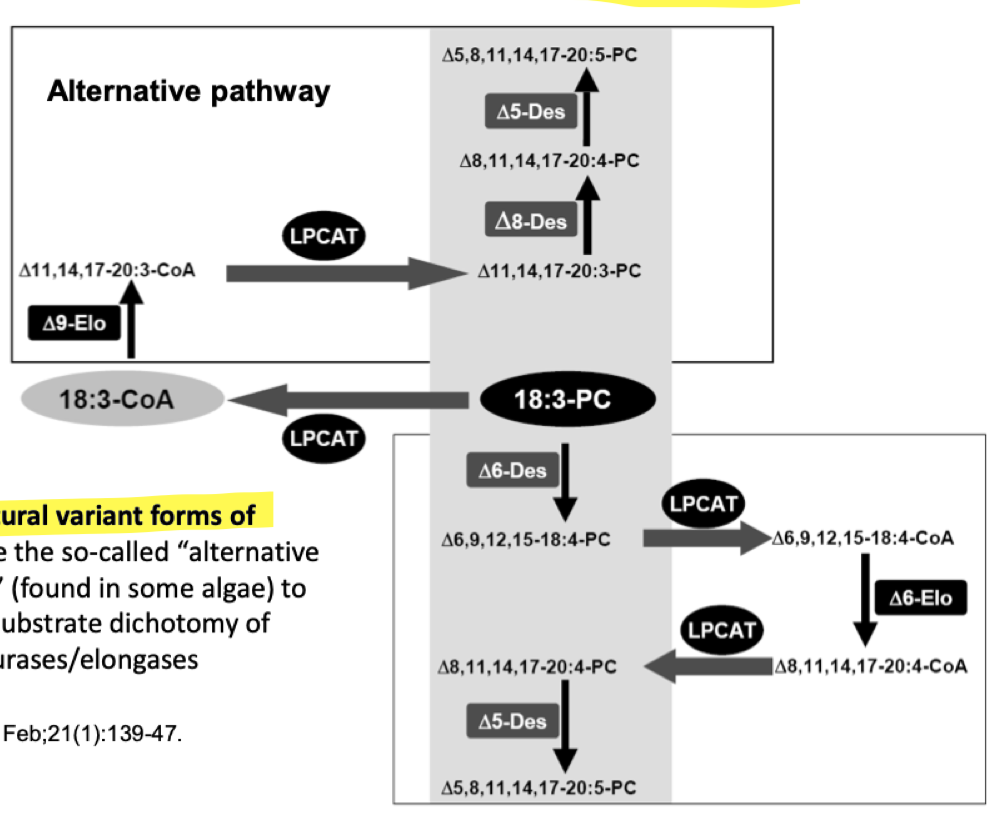 Δ5,8,11,14,17-20:5-PC
Alternative pathway
Δ5-Des
Δ8,11,14,17-20:4-PC
Δ8-Des
LPCAT
Δ11,14,17-20:3-CoA
Δ11,14,17-20:3-PC
Δ9-Elo
18:3-CoA
18:3-PC
LPCAT
Δ6-Des
LPCAT
Δ6,9,12,15-18:4-PC
Δ6,9,12,15-18:4-CoA
Δ6-Elo
LPCAT
Δ8,11,14,17-20:4-PC
Δ8,11,14,17-20:4-CoA
Δ5-Des
Δ5,8,11,14,17-20:5-PC
variant forms of
the so-called “alternative
(found in some algae) to
dichotomy of
Feb;21(1):139-47.